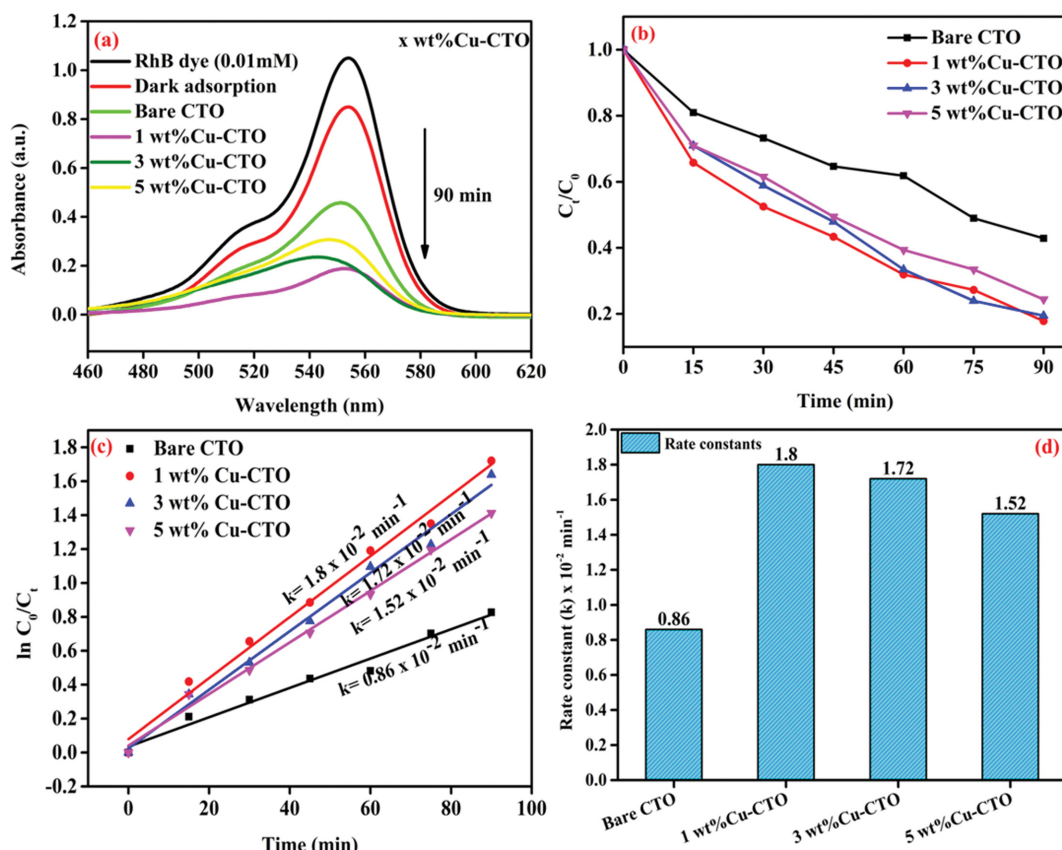 (a)
x wt%Cu-CTO
RhB dye (0.01mM)
Dark adsorption
Bare CTO
1 wt%Cu-CTO
3 wt%Cu-CTO
5 wt%Cu-CTO
90 min
1.2
1.0
0.8
0.6
0.4
0.2
0.0
Absorbance (a.u.)
460 480 500 520 540 560 580 600 620
Wavelength (nm)
(b)
Bare CTO
1 wt%Cu-CTO
3 wt%Cu-CTO
5 wt%Cu-CTO
1.0
0.8
0.6
0.4
0.2
Ct/C0
0 15 30 45 60 75 90
Time (min)
(c)
Bare CTO
1 wt% Cu-CTO
3 wt% Cu-CTO
5 wt% Cu-CTO
k= 1.8 x 10-2 min-1
k= 1.72 x 10-2 min-1
k= 1.52 x 10-2 min-1
k= 0.86 x 10-2 min-1
1.8
1.6
1.4
1.2
1.0
0.8
0.6
0.4
0.2
0.0
-0.2
ln C0/Ct
0 20 40 60 80 100
Time (min)
(d)
Rate constants
2.0
1.8
1.6
1.4
1.2
1.0
0.8
0.6
0.4
0.2
0.0
Rate constant (k) x 10-2 min-1
0.86
1.8
1.72
1.52
Bare CTO
1 wt%Cu-CTO
3 wt%Cu-CTO
5 wt%Cu-CTO